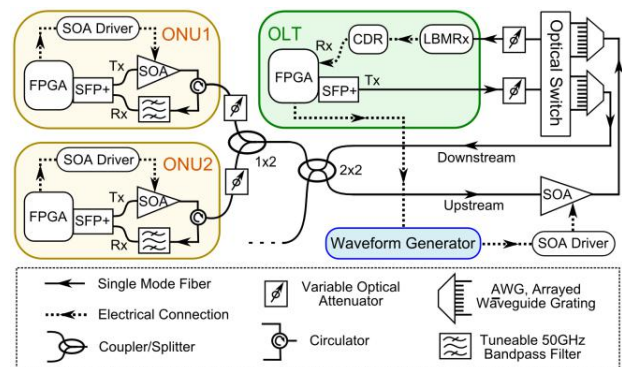 SOA Driver
ONU1
FPGA
Tx
SOA
SFP+
Rx
OLT
CDR
LBMRx
Rx
FPGA
Tx
SFP+
Optical Switch
SOA Driver
ONU2
FPGA
Tx
SOA
SFP+
Rx
1x2
2x2
Downstream
Upstream
SOA
Waveform Generator
SOA Driver
Single Mode Fiber
Electrical Connection
Coupler/Splitter
Variable Optical
Attenuator
Circulator
AWG, Arrayed
Waveguide Grating
Tuneable 50GHz
Bandpass Filter